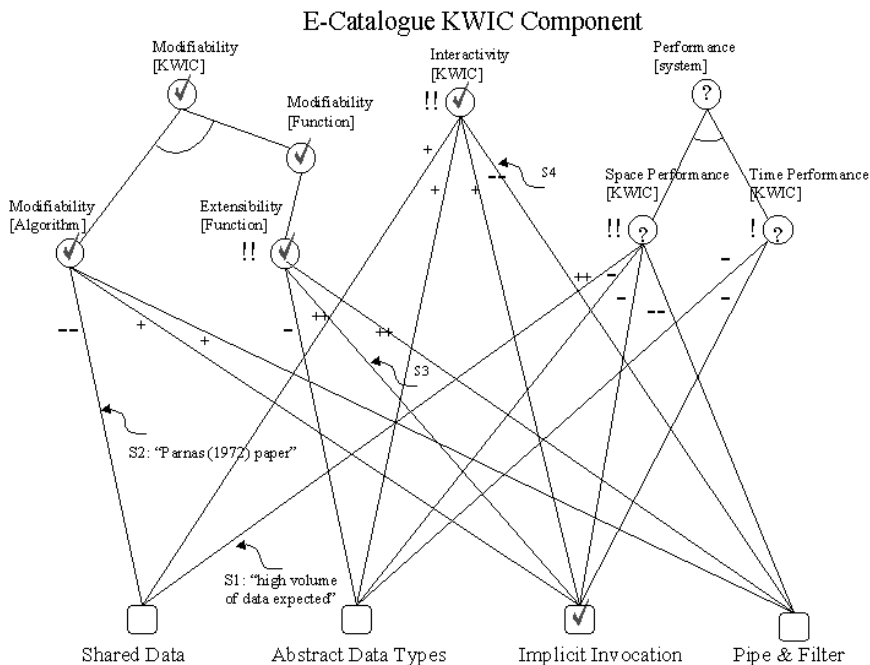 E-Catalogue KWIC Component
Modifiability
[KWIC]
Interactivity
[KWIC]
Performance
[system]
Modifiability
[Function]
!!
?
+
--
S4
+
+
Modifiability
[Algorithm]
Extensibility
[Function]
Space Performance
[KWIC]
Time Performance
[KWIC]
!!
!!
?
!
?
++
-
-
--
+
+
-
++
++
-
--
-
S3
S2: “Parnas (1972) paper”
S1: “high volume
of data expected”
Shared Data
Abstract Data Types
Implicit Invocation
Pipe & Filter